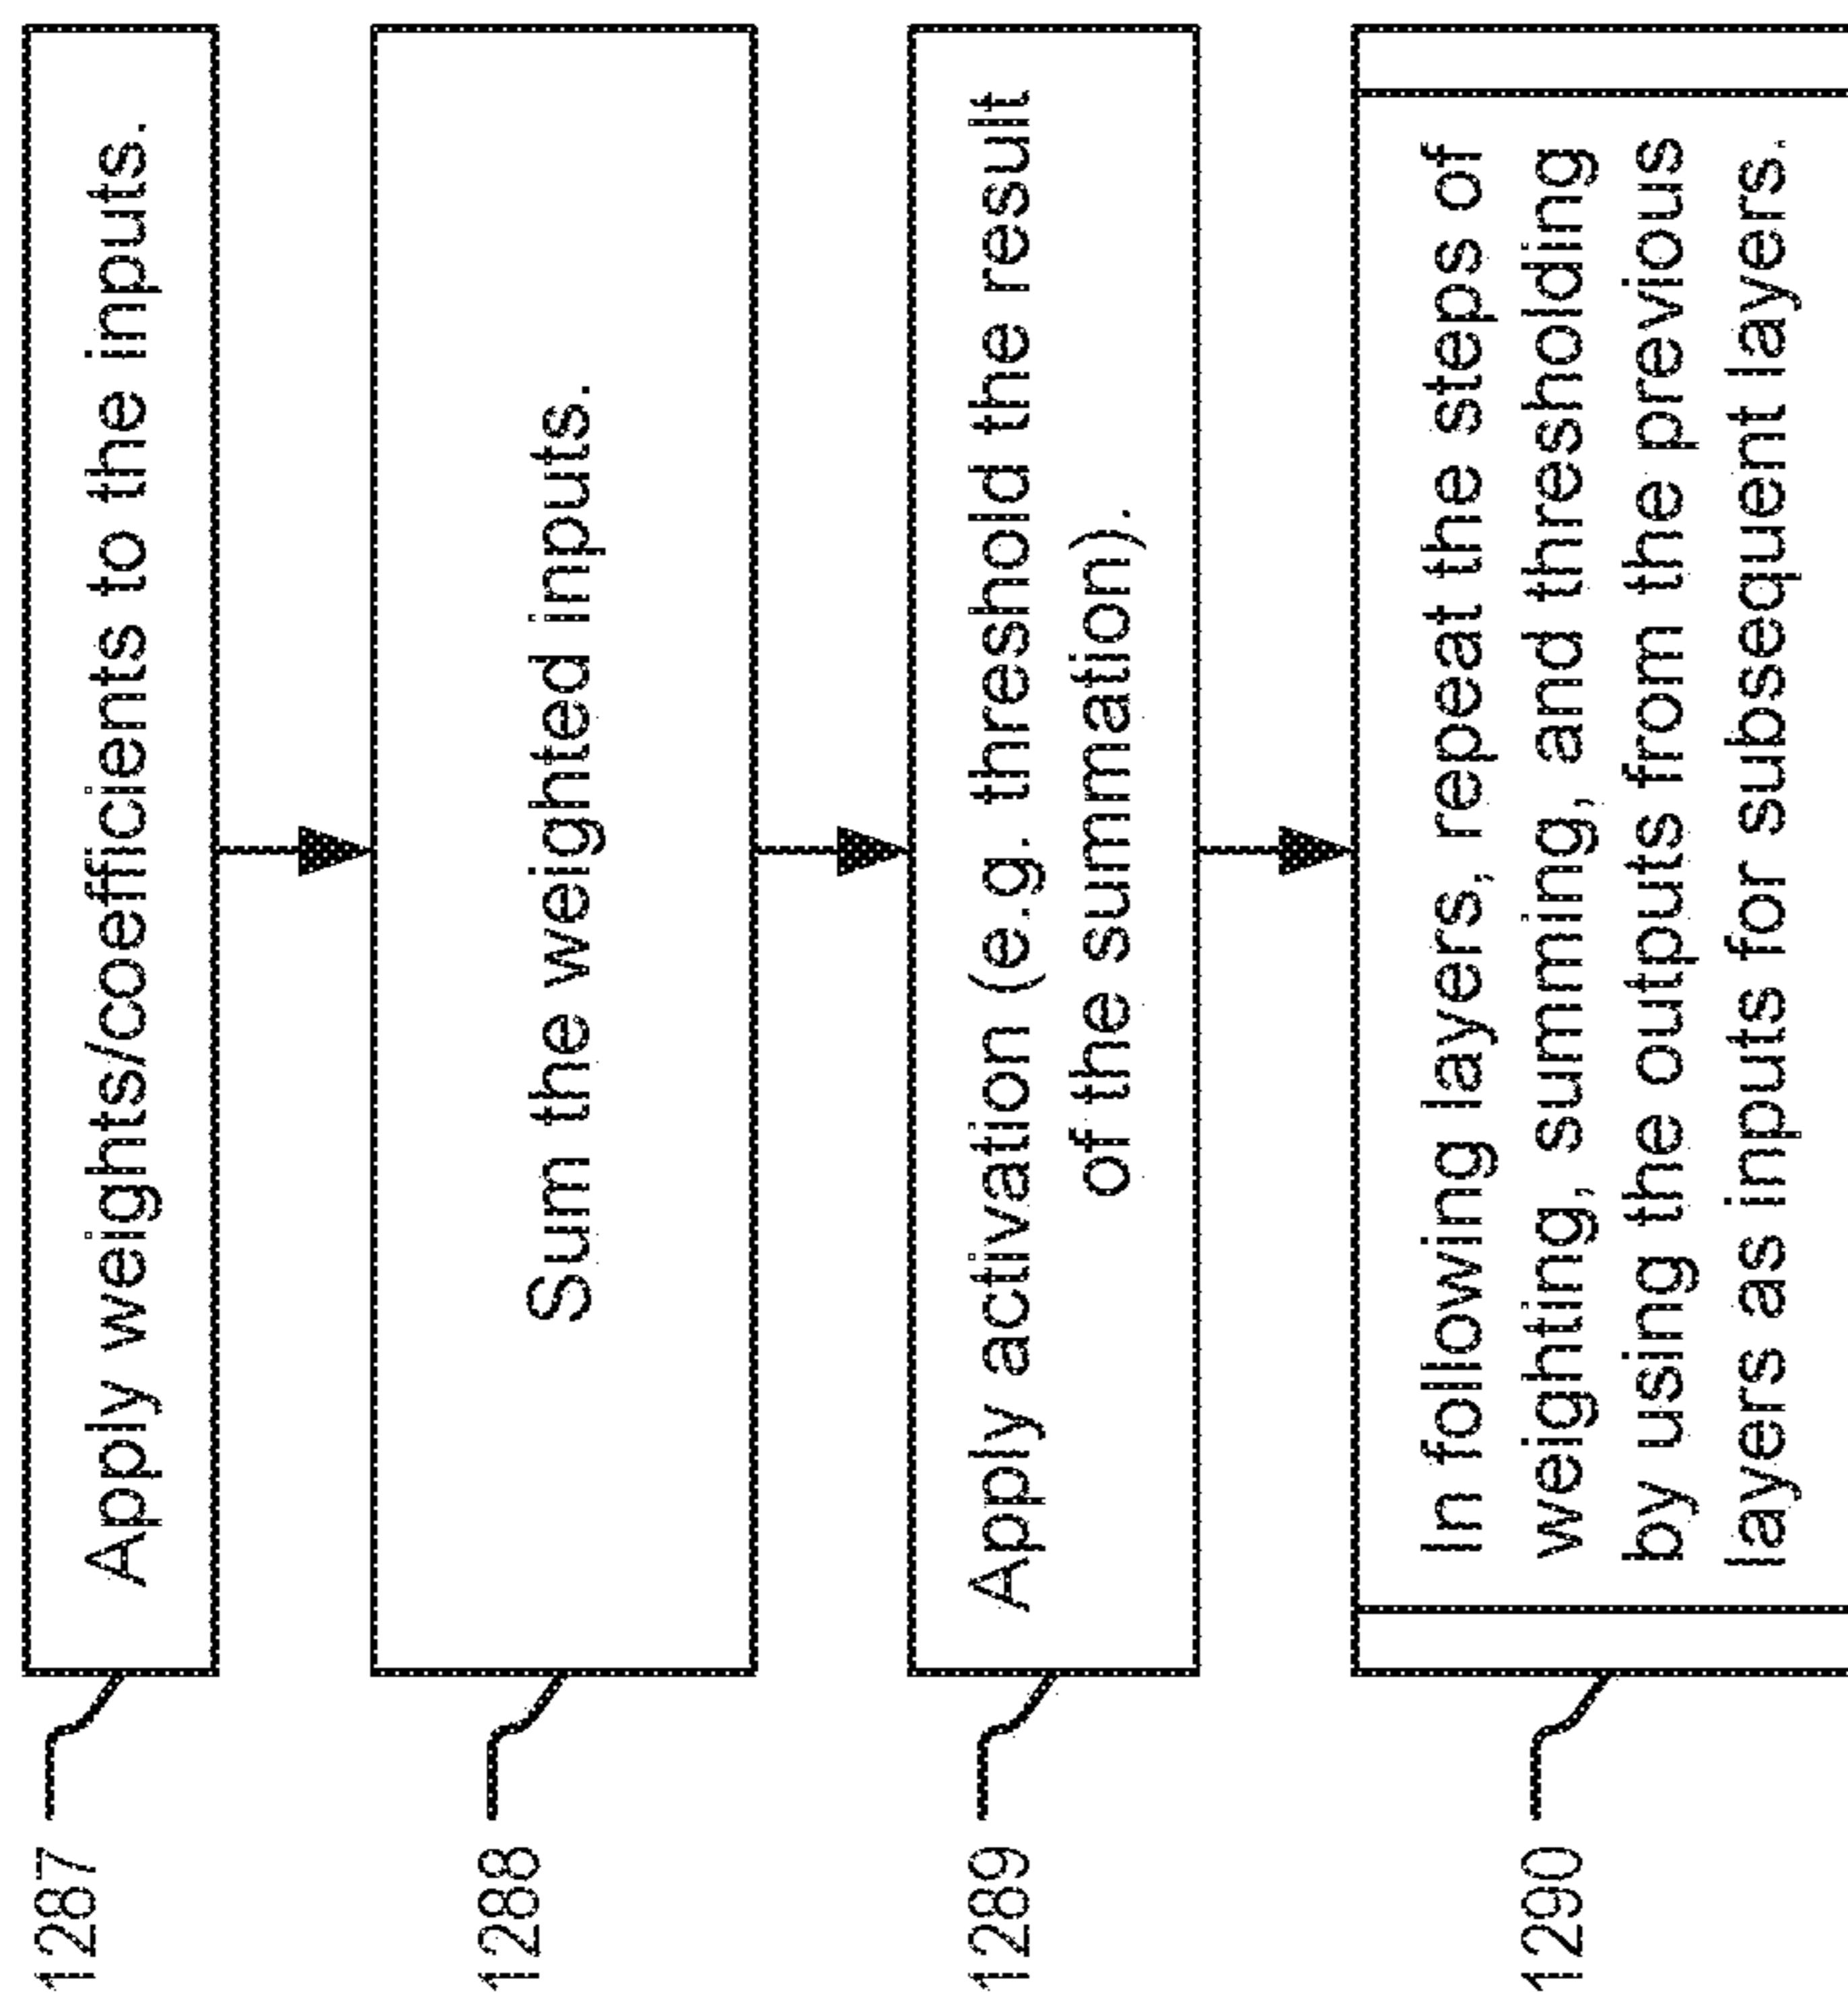 1287
Apply weights/coefficients to the inputs.
1288
Sum the weighted inputs.
1289
Apply activation (e.g. threshold the result
of the summation).
1290
In following layers, repeat the steps of
weighting, summing, and thresholding
by using the outputs from the previous
layers as inputs for subsequent layers.